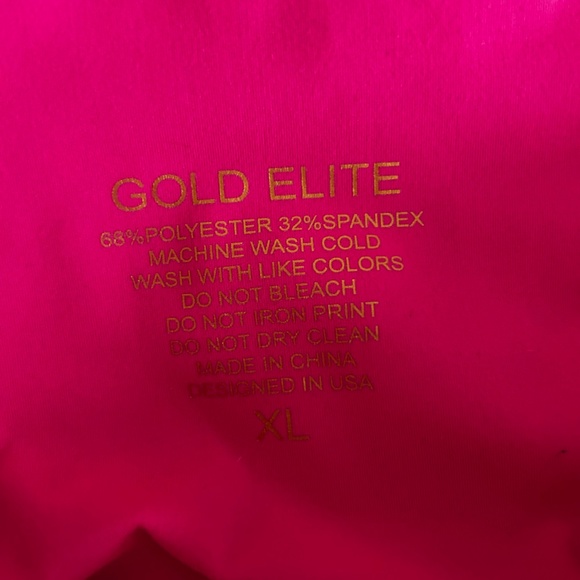 GOLD ELITE
68%POLYESTER 32%SPANDEX
MACHINE WASH COLD
WASH WITH LIKE COLORS
DO NOT BLEACH
DO NOT IRON PRINT
DO NOT DRY CLEAN
MADE IN CHINA
DESIGNED IN USA
XL